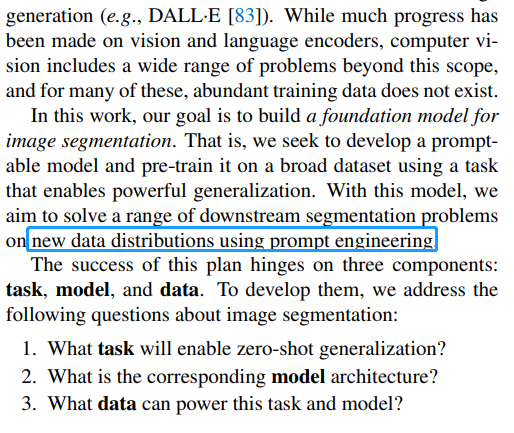 generation (e.g., DALL·E [83]). While much progress has
been made on vision and language encoders, computer vi-
sion includes a wide range of problems beyond this scope,
and for many of these, abundant training data does not exist.
In this work, our goal is to build a foundation model for
image segmentation. That is, we seek to develop a prompt-
able model and pre-train it on a broad dataset using a task
that enables powerful generalization. With this model, we
aim to solve a range of downstream segmentation problems
on new data distributions using prompt engineering.
The success of this plan hinges on three components:
task, model, and data. To develop them, we address the
following questions about image segmentation:
1. What task will enable zero-shot generalization?
2. What is the corresponding model architecture?
3. What data can power this task and model?